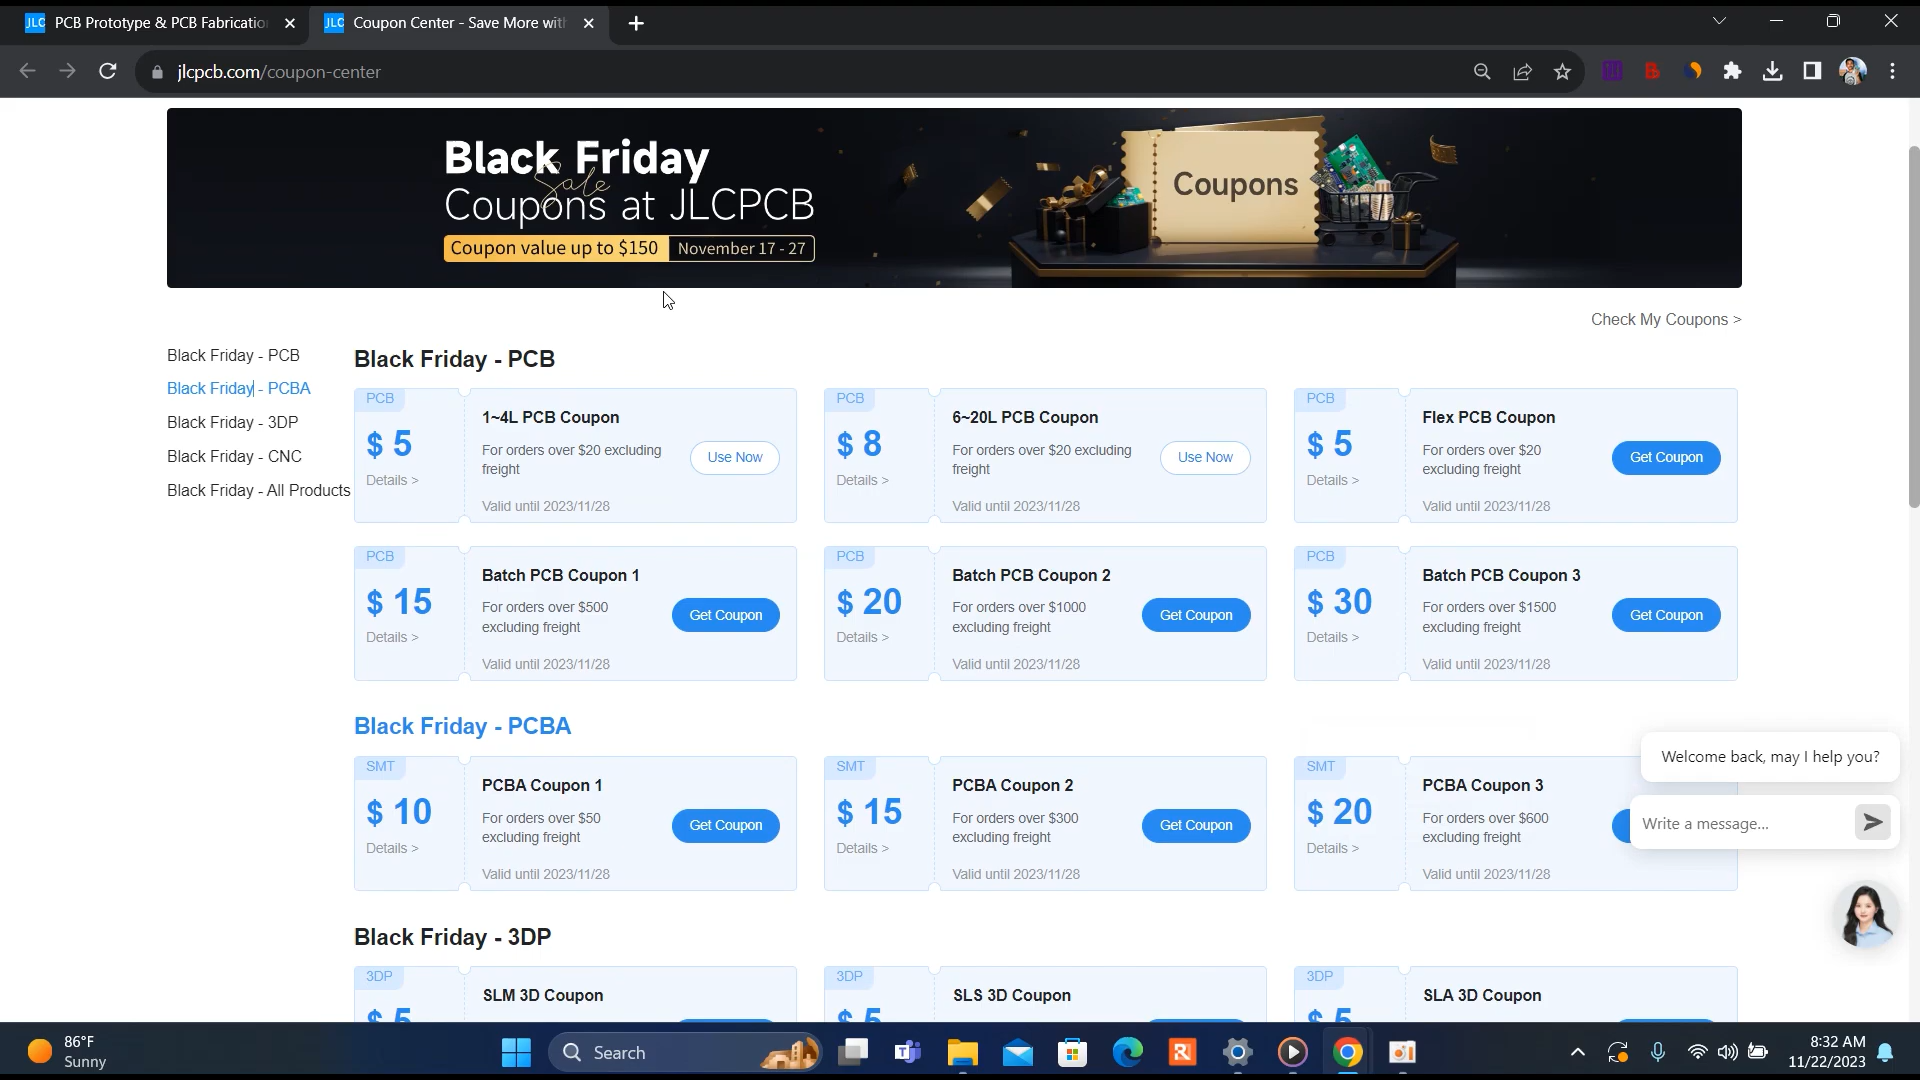 JLC PCB Prototype & PCB Fabricatio
JLC Coupon Center - Save More with
jlcpcb.com/coupon-center
Black Friday
Sale
Coupons at JLCPCB
Coupon value up to $150 November 17 - 27
Coupons
Check My Coupons >
Black Friday - PCB
Black Friday - PCBA
Black Friday - 3DP
Black Friday - CNC
Black Friday - All Products
Black Friday - PCB
PCB
$ 5
Details >
1~4L PCB Coupon
For orders over $20 excluding
freight
Valid until 2023/11/28
Use Now
PCB
$ 8
Details >
6~20L PCB Coupon
For orders over $20 excluding
freight
Valid until 2023/11/28
Use Now
PCB
$ 5
Details >
Flex PCB Coupon
For orders over $20
excluding freight
Valid until 2023/11/28
Get Coupon
PCB
$ 15
Details >
Batch PCB Coupon 1
For orders over $500
excluding freight
Valid until 2023/11/28
Get Coupon
PCB
$ 20
Details >
Batch PCB Coupon 2
For orders over $1000
excluding freight
Valid until 2023/11/28
Get Coupon
PCB
$ 30
Details >
Batch PCB Coupon 3
For orders over $1500
excluding freight
Valid until 2023/11/28
Get Coupon
Black Friday - PCBA
SMT
$ 10
Details >
PCBA Coupon 1
For orders over $50
excluding freight
Valid until 2023/11/28
Get Coupon
SMT
$ 15
Details >
PCBA Coupon 2
For orders over $300
excluding freight
Valid until 2023/11/28
Get Coupon
SMT
$ 20
Details >
PCBA Coupon 3
For orders over $600
excluding freight
Valid until 2023/11/28
Welcome back, may I help you?
Write a message...
Black Friday - 3DP
3DP
$ 5
SLM 3D Coupon
3DP
$ 5
SLS 3D Coupon
3DP
$ 5
SLA 3D Coupon
86°F
Sunny
Search
8:32 AM
11/22/2023